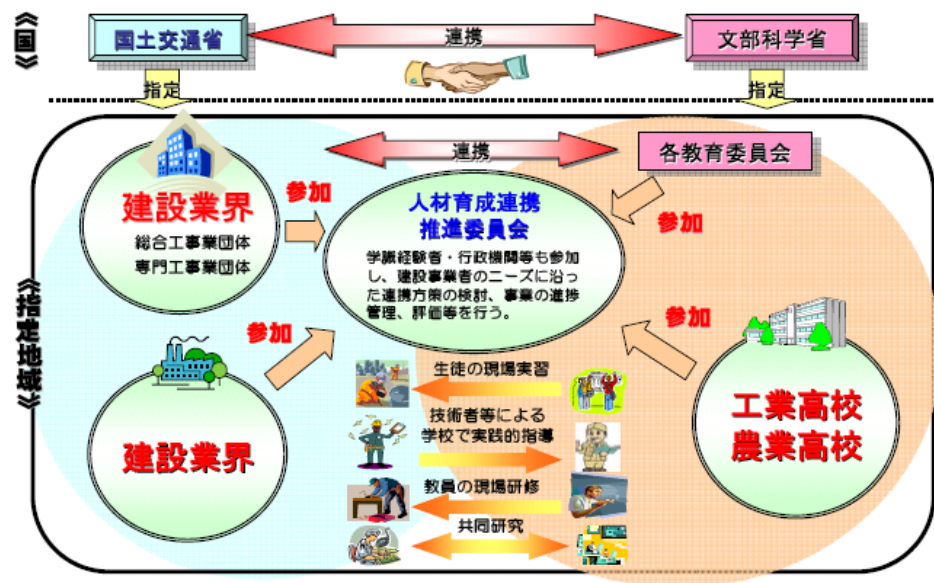 《国》
国土交通省
連携
文部科学省
指定
指定
《指定地域》
連携
各教育委員会
建設業界
総合工事業団体
専門工事業団体
参加
人材育成連携
推進委員会
学識経験者・行政機関等も参加
し、建設事業者のニーズに沿っ
た連携方策の検討、事業の進捗
管理、評価等を行う。
参加
参加
参加
建設業界
工業高校
農業高校
生徒の現場実習
技術者等による
学校で実践的指導
教員の現場研修
共同研究